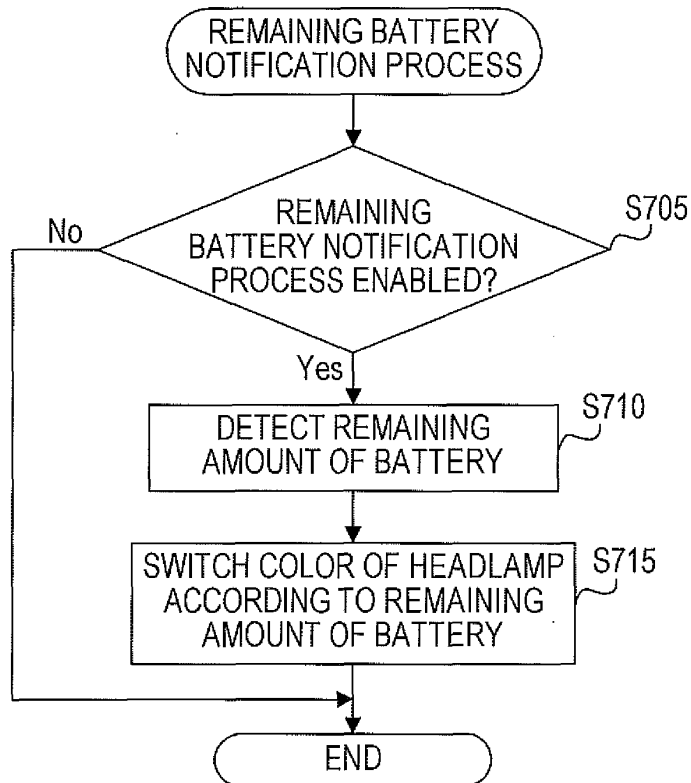 REMAINING BATTERY
NOTIFICATION PROCESS
REMAINING
BATTERY NOTIFICATION
PROCESS ENABLED?
S705
No
Yes
DETECT REMAINING
AMOUNT OF BATTERY
S710
SWITCH COLOR OF HEADLAMP
ACCORDING TO REMAINING
AMOUNT OF BATTERY
S715
END